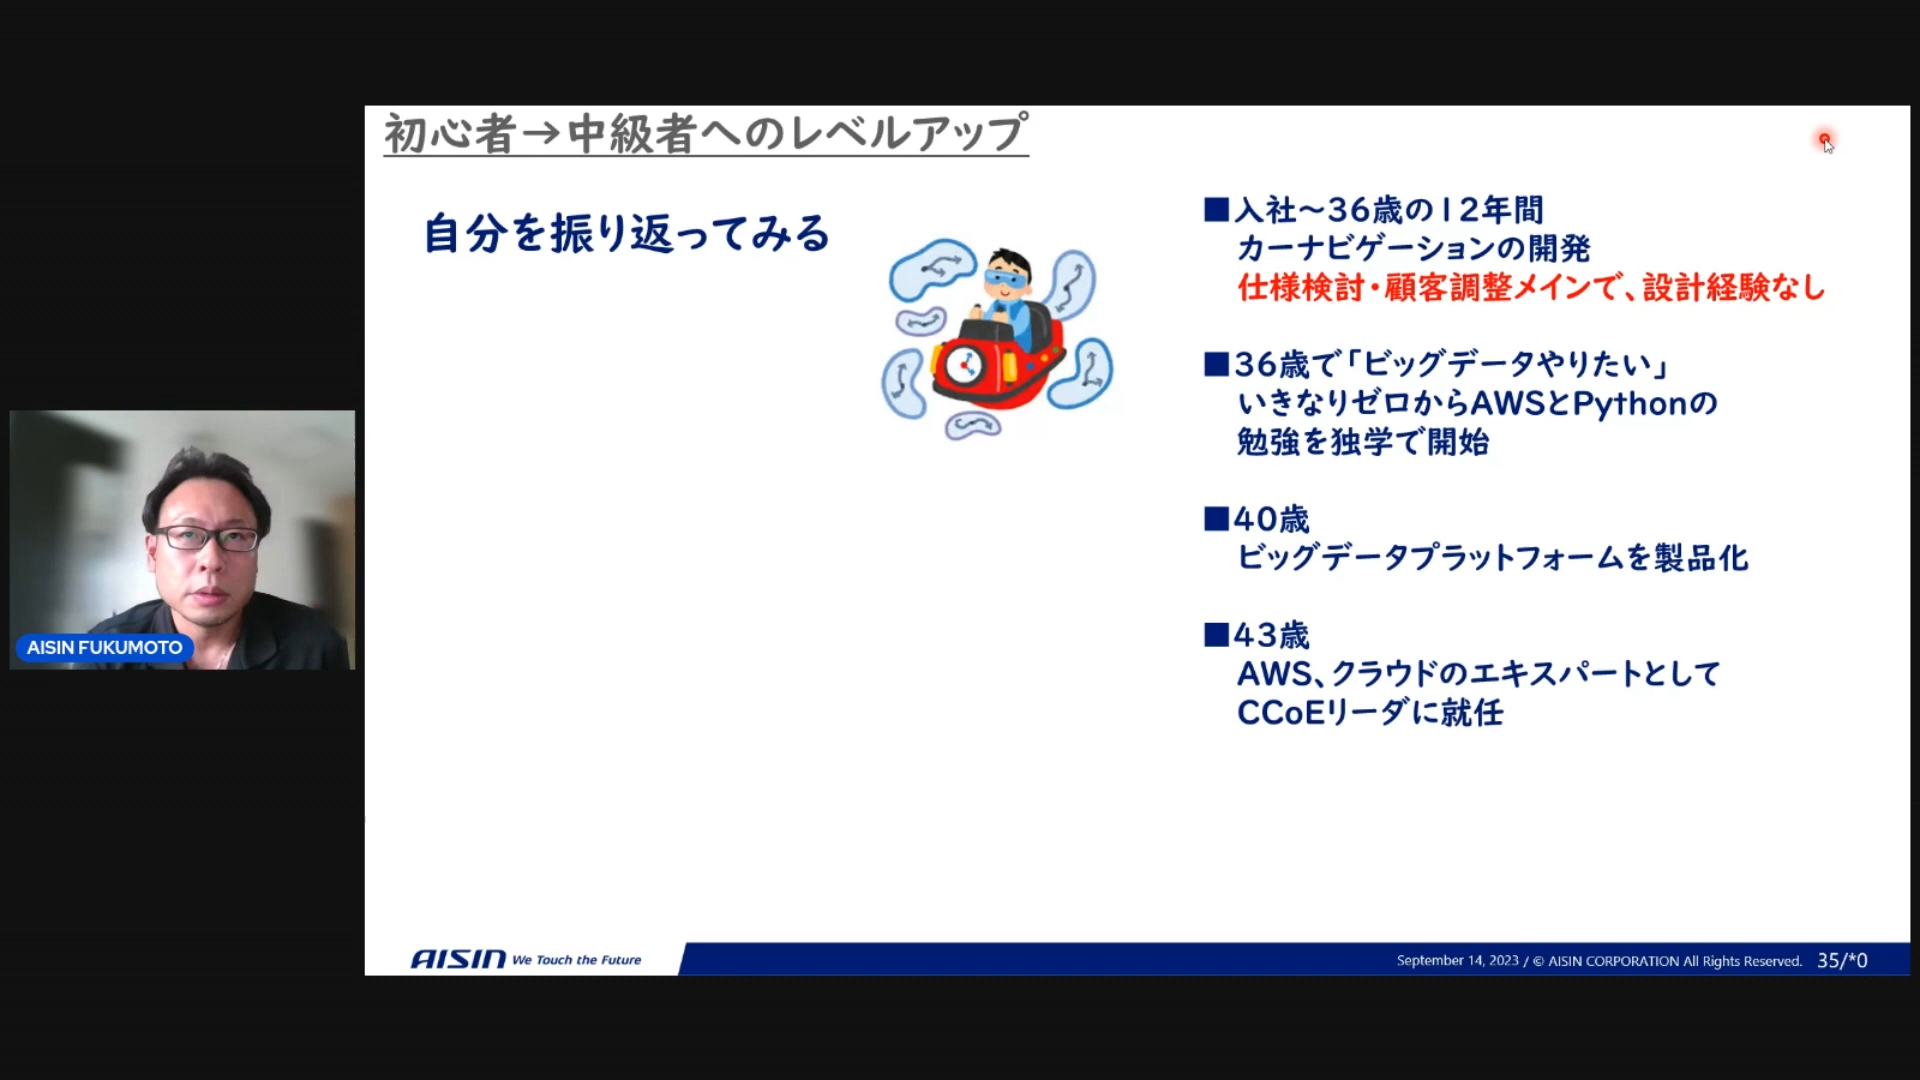 初心者→中級者へのレベルアップ
自分を振り返ってみる
■入社～36歳の12年間
カーナビゲーションの開発
仕様検討・顧客調整メインで、設計経験なし
■36歳で「ビッグデータやりたい」
いきなりゼロからAWSとPythonの
勉強を独学で開始
■40歳
ビッグデータプラットフォームを製品化
■43歳
AWS、クラウドのエキスパートとして
CCoEリーダに就任
AISIN FUKUMOTO
AISIN We Touch the Future
September 14, 2023 / © AISIN CORPORATION All Rights Reserved. 35/*0